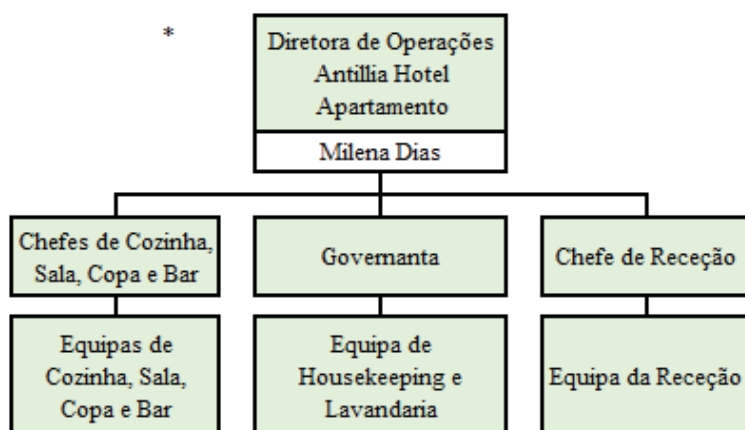 *
Diretora de Operações
Antillia Hotel
Apartamento
Milena Dias
Chefes de Cozinha,
Sala, Copa e Bar
Governanta
Chefe de Receção
Equipas de
Cozinha, Sala,
Copa e Bar
Equipa de
Housekeeping e
Lavandaria
Equipa da Receção